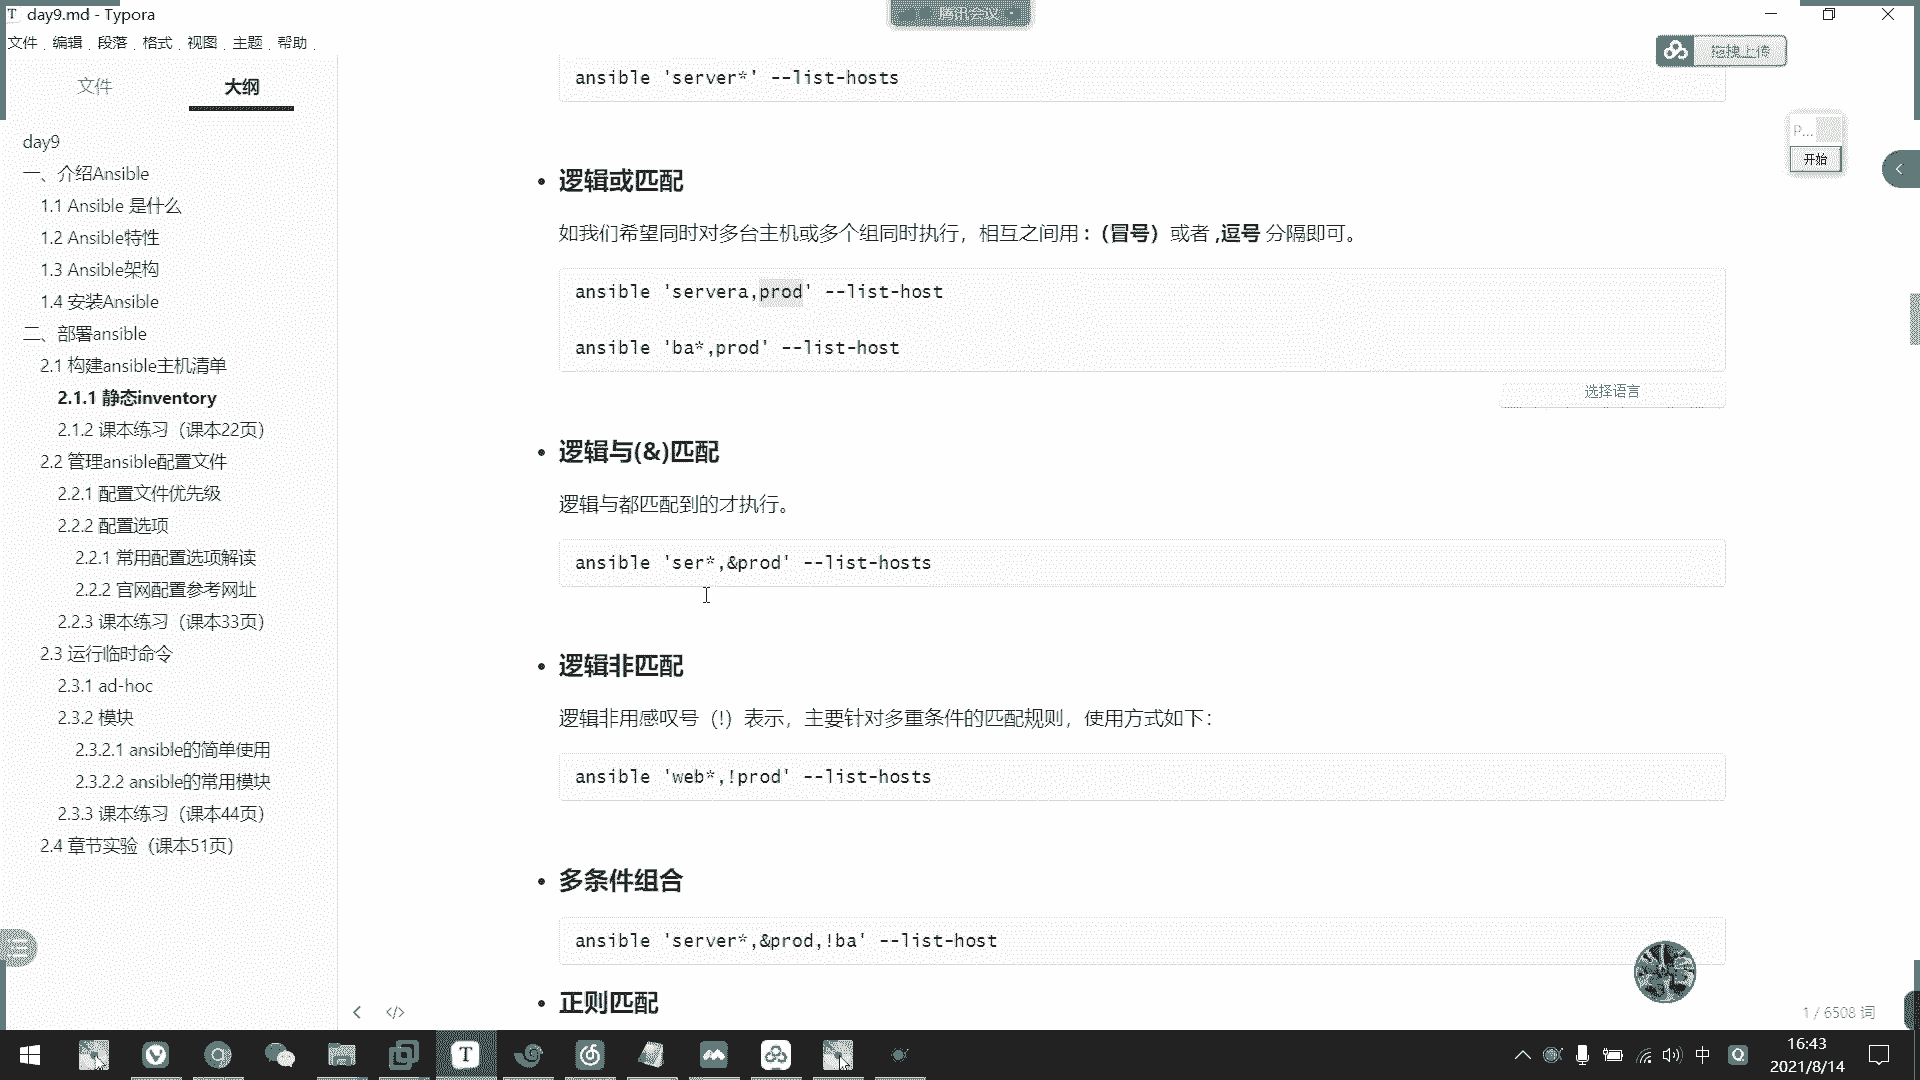 day9.md - Typora
腾讯会议
文件 编辑 段落 格式 视图 主题 帮助
拖拽上传
文件
大纲
day9
一、介绍Ansible
1.1 Ansible 是什么
1.2 Ansible特性
1.3 Ansible架构
1.4 安装Ansible
二、部署ansible
2.1 构建ansible主机清单
2.1.1 静态inventory
2.1.2 课本练习（课本22页）
2.2 管理ansible配置文件
2.2.1 配置文件优先级
2.2.2 配置选项
2.2.1 常用配置选项解读
2.2.2 官网配置参考网址
2.2.3 课本练习（课本33页）
2.3 运行临时命令
2.3.1 ad-hoc
2.3.2 模块
2.3.2.1 ansible的简单使用
2.3.2.2 ansible的常用模块
2.3.3 课本练习（课本44页）
2.4 章节实验（课本51页）
ansible 'server*' --list-hosts
• 逻辑或匹配
如我们希望同时对多台主机或多个组同时执行，相互之间用 :（冒号）或者 ,逗号 分隔即可。
ansible 'servera,prod' --list-host
ansible 'ba*,prod' --list-host
选择语言
• 逻辑与(&)匹配
逻辑与都匹配到的才执行。
ansible 'ser*,&prod' --list-hosts
• 逻辑非匹配
逻辑非用感叹号（!）表示，主要针对多重条件的匹配规则，使用方式如下：
ansible 'web*,!prod' --list-hosts
• 多条件组合
ansible 'server*,&prod,!ba' --list-host
• 正则匹配
P...
开始
1 / 6508 词
中
16:43
2021/8/14